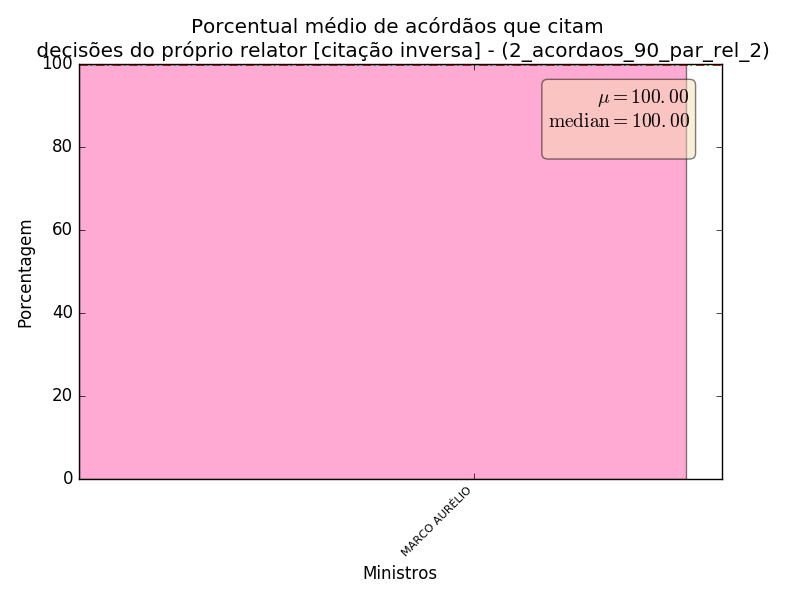 Porcentual médio de acórdãos que citam
decisões do próprio relator [citação inversa] - (2_acordaos_90_par_rel_2)
100
μ = 100.00
median = 100.00
80
60
40
20
0
Porcentagem
MARCO AURÉLIO
Ministros